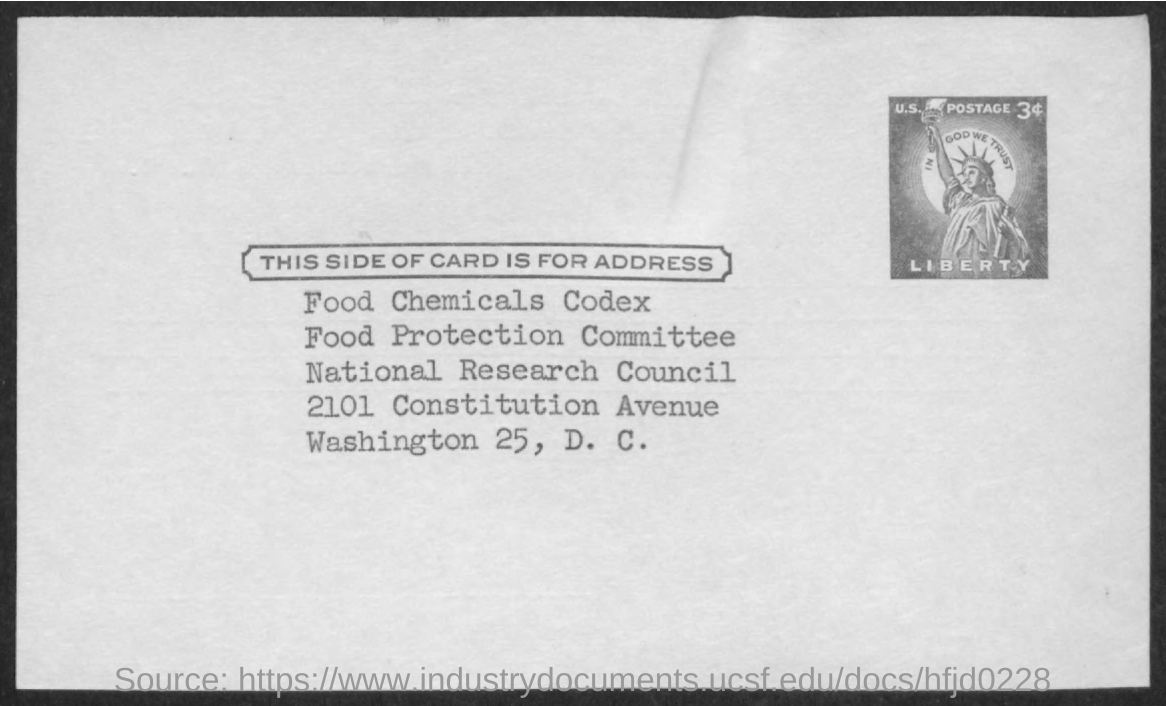 U.S. POSTAGE 3¢
IN GOD WE TRUST
LIBERTY
THIS SIDE OF CARD IS FOR ADDRESS
Food Chemicals Codex
Food Protection Committee
National Research Council
2101 Constitution Avenue
Washington 25, D. C.
Source: https://www.industrydocuments.ucsf.edu/docs/hfjd0228